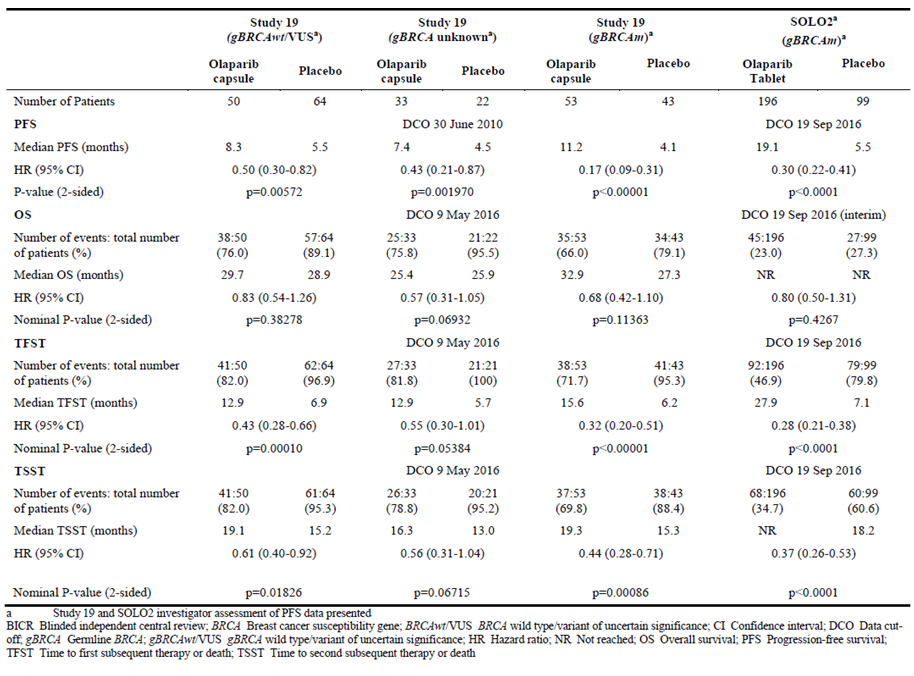 Study 19 Study 19 Study 19 SOLO2a
(gBRCAwt/VUSa) (gBRCA unknowna) (gBRCAm)a (gBRCAm)a
Olaparib capsule Placebo Olaparib capsule Placebo Olaparib capsule Placebo Olaparib Tablet Placebo
Number of Patients 50 64 33 22 53 43 196 99
PFS DCO 30 June 2010 DCO 19 Sep 2016
Median PFS (months) 8.3 5.5 7.4 4.5 11.2 4.1 19.1 5.5
HR (95% CI) 0.50 (0.30-0.82) 0.43 (0.21-0.87) 0.17 (0.09-0.31) 0.30 (0.22-0.41)
P-value (2-sided) p=0.00572 p=0.001970 p<0.00001 p<0.0001
OS DCO 9 May 2016 DCO 19 Sep 2016 (interim)
Number of events: total number 38:50 57:64 25:33 21:22 35:53 34:43 45:196 27:99
of patients (%) (76.0) (89.1) (75.8) (95.5) (66.0) (79.1) (23.0) (27.3)
Median OS (months) 29.7 28.9 25.4 25.9 32.9 27.3 NR NR
HR (95% CI) 0.83 (0.54-1.26) 0.57 (0.31-1.05) 0.68 (0.42-1.10) 0.80 (0.50-1.31)
Nominal P-value (2-sided) p=0.38278 p=0.06932 p=0.11363 p=0.4267
TFST DCO 9 May 2016 DCO 19 Sep 2016
Number of events: total number 41:50 62:64 27:33 21:21 38:53 41:43 92:196 79:99
of patients (%) (82.0) (96.9) (81.8) (100) (71.7) (95.3) (46.9) (79.8)
Median TFST (months) 12.9 6.9 12.9 5.7 15.6 6.2 27.9 7.1
HR (95% CI) 0.43 (0.28-0.66) 0.55 (0.30-1.01) 0.32 (0.20-0.51) 0.28 (0.21-0.38)
Nominal P-value (2-sided) p=0.00010 p=0.05384 p<0.00001 p<0.0001
TSST DCO 9 May 2016 DCO 19 Sep 2016
Number of events: total number 41:50 61:64 26:33 20:21 37:53 38:43 68:196 60:99
of patients (%) (82.0) (95.3) (78.8) (95.2) (69.8) (88.4) (34.7) (60.6)
Median TSST (months) 19.1 15.2 16.3 13.0 19.3 15.3 NR 18.2
HR (95% CI) 0.61 (0.40-0.92) 0.56 (0.31-1.04) 0.44 (0.28-0.71) 0.37 (0.26-0.53)
Nominal P-value (2-sided) p=0.01826 p=0.06715 p=0.00086 p<0.0001
a Study 19 and SOLO2 investigator assessment of PFS data presented
BICR Blinded independent central review; BRCA Breast cancer susceptibility gene; BRCAwt/VUS BRCA wild type/variant of uncertain significance; CI Confidence interval; DCO Data cut-
off; gBRCA Germline BRCA; gBRCAwt/VUS gBRCA wild type/variant of uncertain significance; HR Hazard ratio; NR Not reached; OS Overall survival; PFS Progression-free survival;
TFST Time to first subsequent therapy or death; TSST Time to second subsequent therapy or death